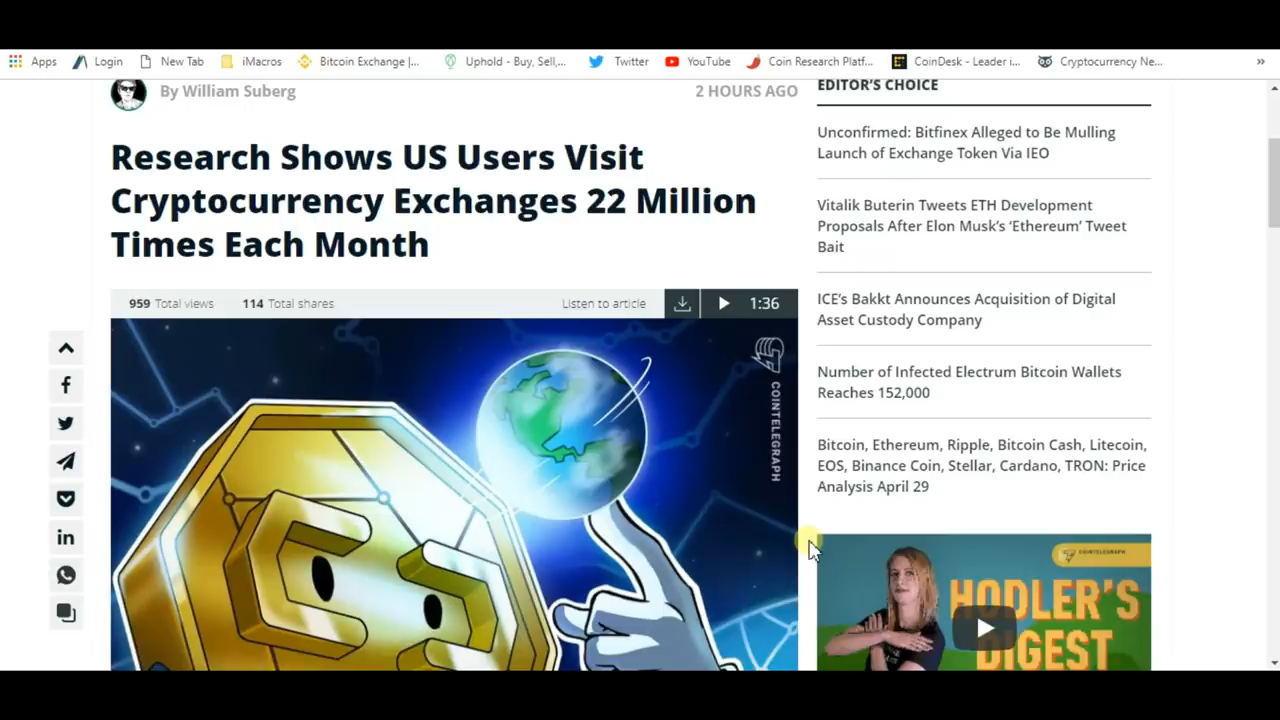 Apps
Login
New Tab
iMacros
Bitcoin Exchange |...
Uphold - Buy, Sell,...
Twitter
YouTube
Coin Research Platf...
CoinDesk - Leader i...
Cryptocurrency Ne...
»
By William Suberg
2 HOURS AGO
Research Shows US Users Visit
Cryptocurrency Exchanges 22 Million
Times Each Month
959 Total views
114 Total shares
Listen to article
1:36
COINTELEGRAPH
EDITOR'S CHOICE
Unconfirmed: Bitfinex Alleged to Be Mulling
Launch of Exchange Token Via IEO
Vitalik Buterin Tweets ETH Development
Proposals After Elon Musk's ‘Ethereum’ Tweet
Bait
ICE's Bakkt Announces Acquisition of Digital
Asset Custody Company
Number of Infected Electrum Bitcoin Wallets
Reaches 152,000
Bitcoin, Ethereum, Ripple, Bitcoin Cash, Litecoin,
EOS, Binance Coin, Stellar, Cardano, TRON: Price
Analysis April 29
COINTELEGRAPH
HODLER'S
DIGEST